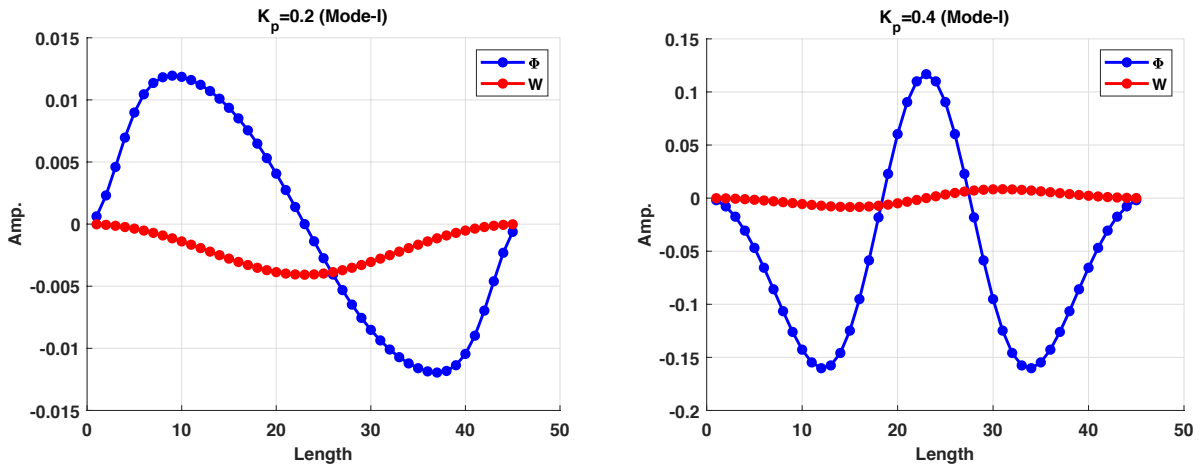 K_p=0.2 (Mode-I)
0.015
0.01
0.005
0
-0.005
-0.01
-0.015
Amp.
0 10 20 30 40 50
Length
Φ
W
K_p=0.4 (Mode-I)
0.15
0.1
0.05
0
-0.05
-0.1
-0.15
-0.2
Amp.
0 10 20 30 40 50
Length
Φ
W